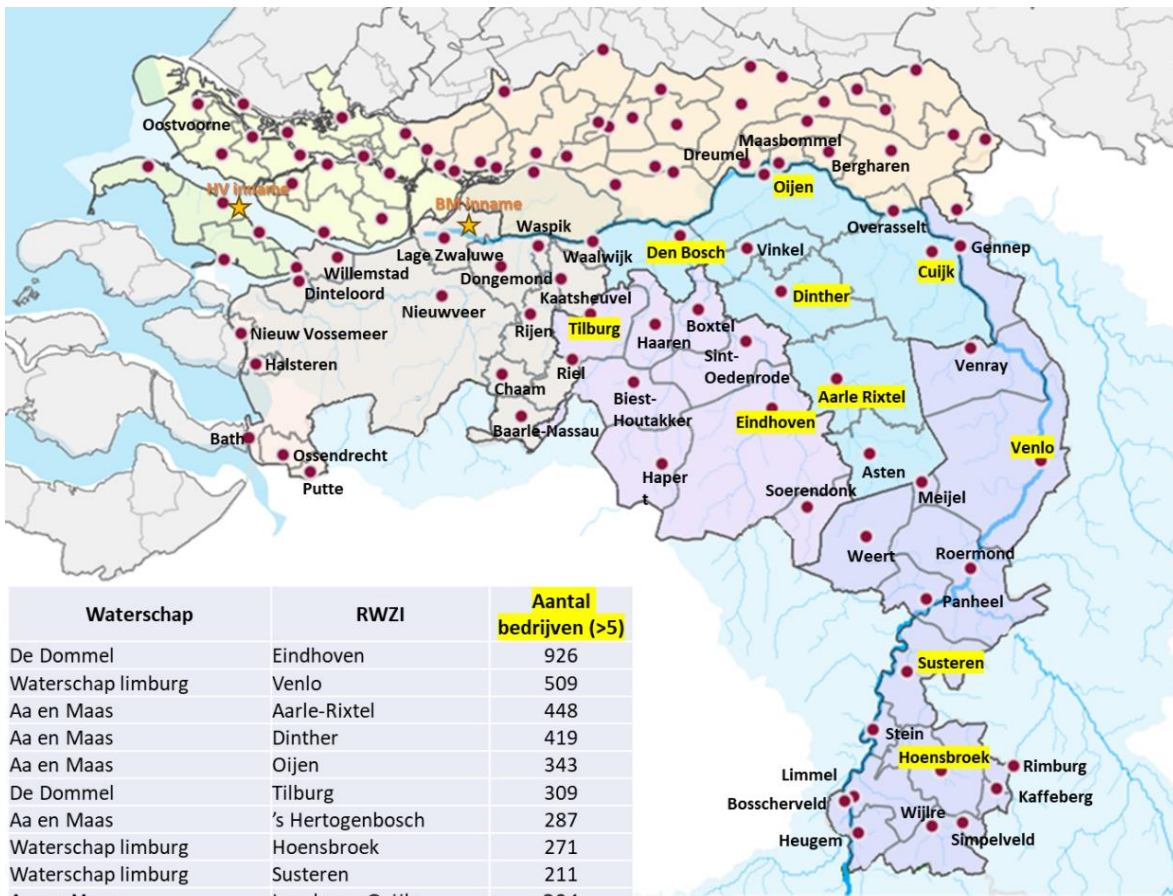 Oostvoorne
HV inname
BM inname
Dreumel
Maasbommel
Bergharen
Oijen
Overasselt
Gennep
Waspik
Lage Zwaluwe
Waalwijk
Den Bosch
Vinkel
Cuijk
Willemstad
Dongemond
Dinteloord
Kaatsheuvel
Dinther
Nieuwveer
Rijen
Tilburg
Boxtel
Haaren
Nieuw Vossemeer
Sint-
Oedenrode
Venray
Halsteren
Riel
Chaam
Biest-
Houtakker
Aarle Rixtel
Baarle-Nassau
Eindhoven
Bath
Ossendrecht
Putte
Haper
t
Soerendonk
Asten
Meijel
Venlo
Weert
Roermond
Panheel
Susteren
Stein
Hoensbroek
Limmel
Rimburg
Bosscherveld
Kaffeberg
Wijlre
Heugem
Simpelveld
Waterschap RWZI Aantal
bedrijven (>5)
De Dommel Eindhoven 926
Waterschap limburg Venlo 509
Aa en Maas Aarle-Rixtel 448
Aa en Maas Dinther 419
Aa en Maas Oijen 343
De Dommel Tilburg 309
Aa en Maas 's Hertogenbosch 287
Waterschap limburg Hoensbroek 271
Waterschap limburg Susteren 211